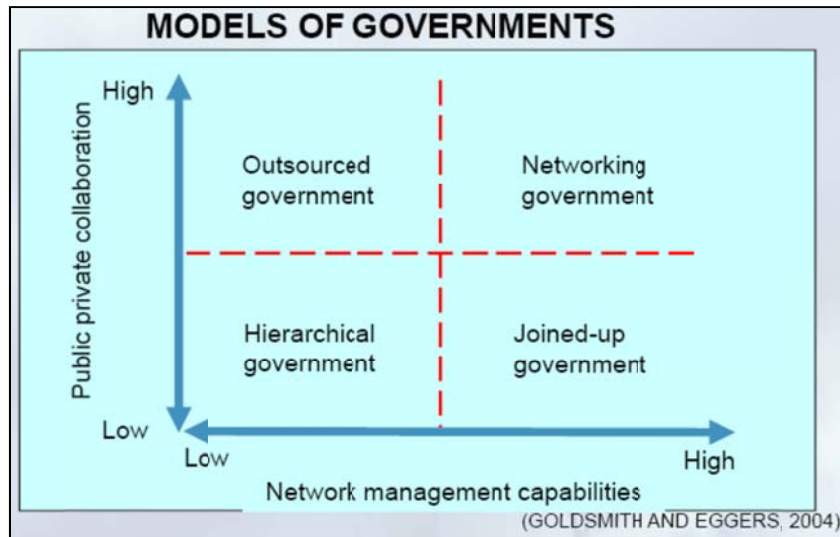 MODELS OF GOVERNMENTS
High
Outsourced
government
Networking
government
Public private collaboration
Hierarchical
government
Joined-up
government
Low
Low
High
Network management capabilities
(GOLDSMITH AND EGGERS, 2004)